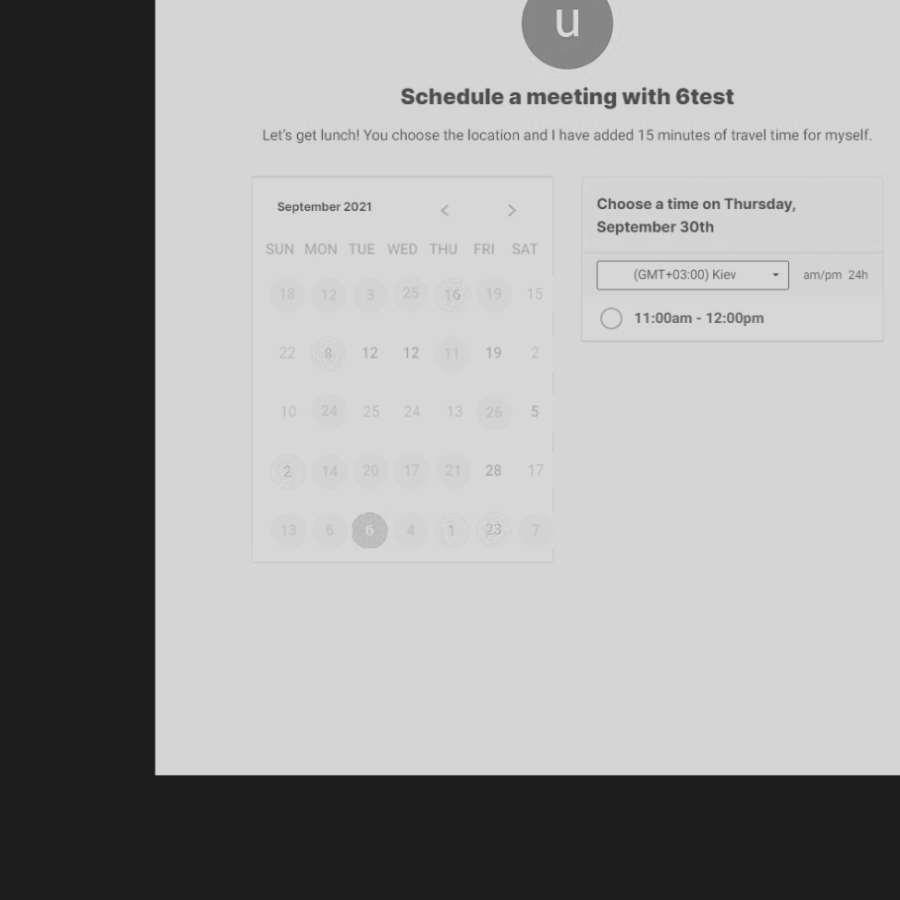 u
Schedule a meeting with 6test
Let's get lunch! You choose the location and I have added 15 minutes of travel time for myself.
September 2021
SUN MON TUE WED THU FRI SAT
18 12 3 25 16 19 15
22 8 12 12 11 19 2
10 24 25 24 13 26 5
2 14 20 17 21 28 17
13 6 6 4 1 23 7
Choose a time on Thursday,
September 30th
(GMT+03:00) Kiev am/pm 24h
11:00am - 12:00pm